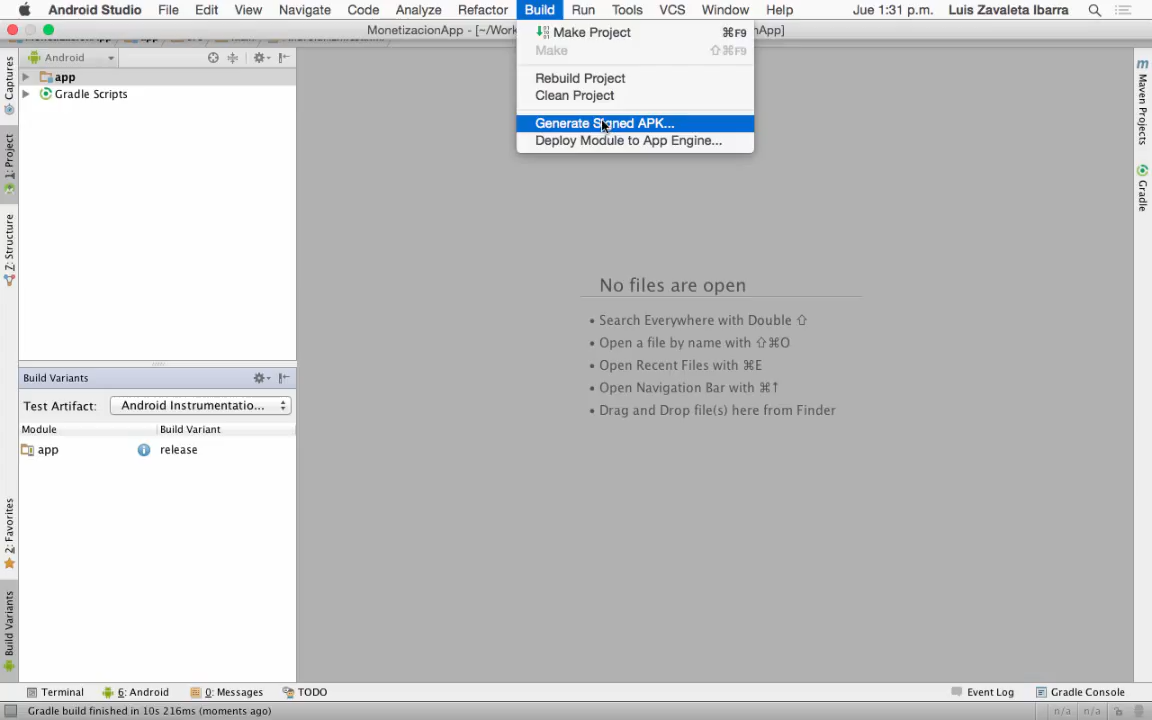 Android Studio File Edit View Navigate Code Analyze Refactor Build Run Tools VCS Window Help Jue 1:31 p.m. Luis Zavaleta Ibarra
MonetizacionApp - [~/Work
Make Project ⌘F9
Make ⇧⌘F9
Rebuild Project
Clean Project
Generate Signed APK...
Deploy Module to App Engine...
Captures
1: Project
Z: Structure
2: Favorites
Build Variants
Android
app
Gradle Scripts
No files are open
• Search Everywhere with Double ⇧
• Open a file by name with ⇧⌘O
• Open Recent Files with ⌘E
• Open Navigation Bar with ⌘↑
• Drag and Drop file(s) here from Finder
Build Variants
Test Artifact: Android Instrumentatio...
Module Build Variant
app release
Maven Projects
Gradle
Terminal 6: Android 0: Messages TODO Event Log Gradle Console
Gradle build finished in 10s 216ms (moments ago) n/a n/a